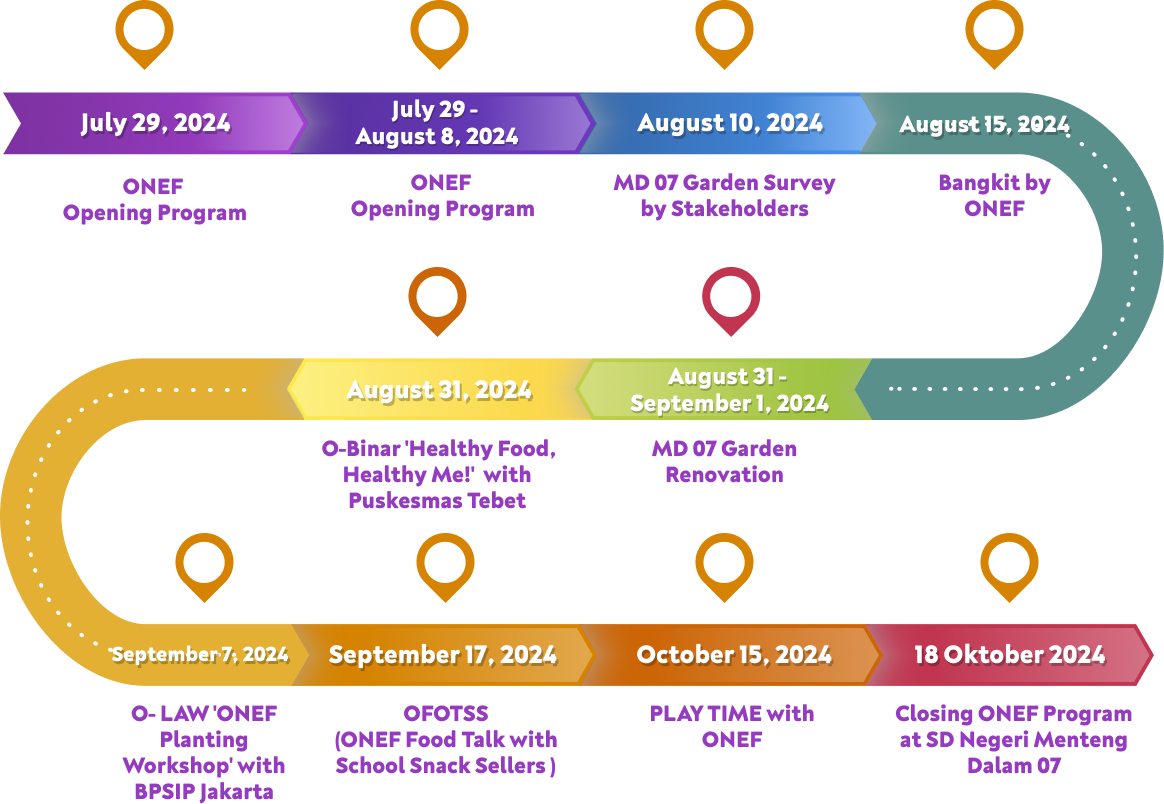 July 29, 2024
ONEF
Opening Program
July 29 -
August 8, 2024
ONEF
Opening Program
August 10, 2024
MD 07 Garden Survey
by Stakeholders
August 15, 2024
Bangkit by
ONEF
August 31 -
September 1, 2024
MD 07 Garden
Renovation
August 31, 2024
O-Binar 'Healthy Food,
Healthy Me!'  with
Puskesmas Tebet
September 7, 2024
O- LAW 'ONEF
Planting
Workshop' with
BPSIP Jakarta
September 17, 2024
OFOTSS
(ONEF Food Talk with
School Snack Sellers )
October 15, 2024
PLAY TIME with
ONEF
18 Oktober 2024
Closing ONEF Program
at SD Negeri Menteng
Dalam 07